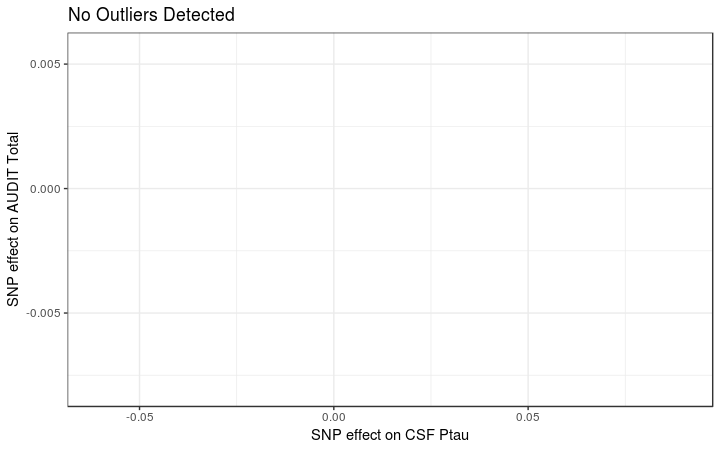 No Outliers Detected
0.005
0.000
-0.005
SNP effect on AUDIT Total
-0.05
0.00
0.05
SNP effect on CSF Ptau